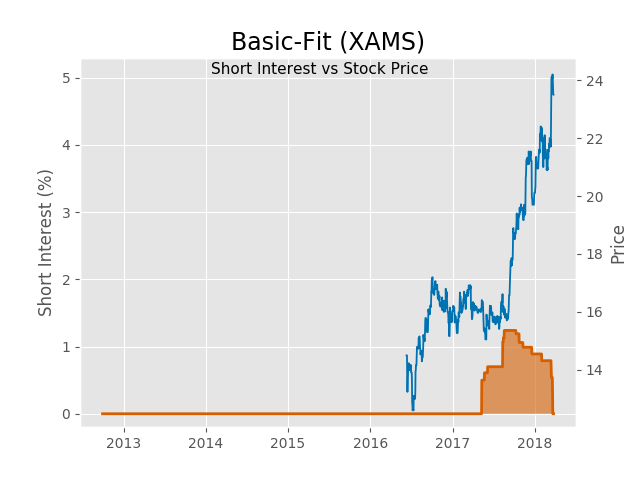 Basic-Fit (XAMS)
Short Interest vs Stock Price
Short Interest (%)
5
4
3
2
1
0
24
22
20
18
16
14
Price
2013 2014 2015 2016 2017 2018